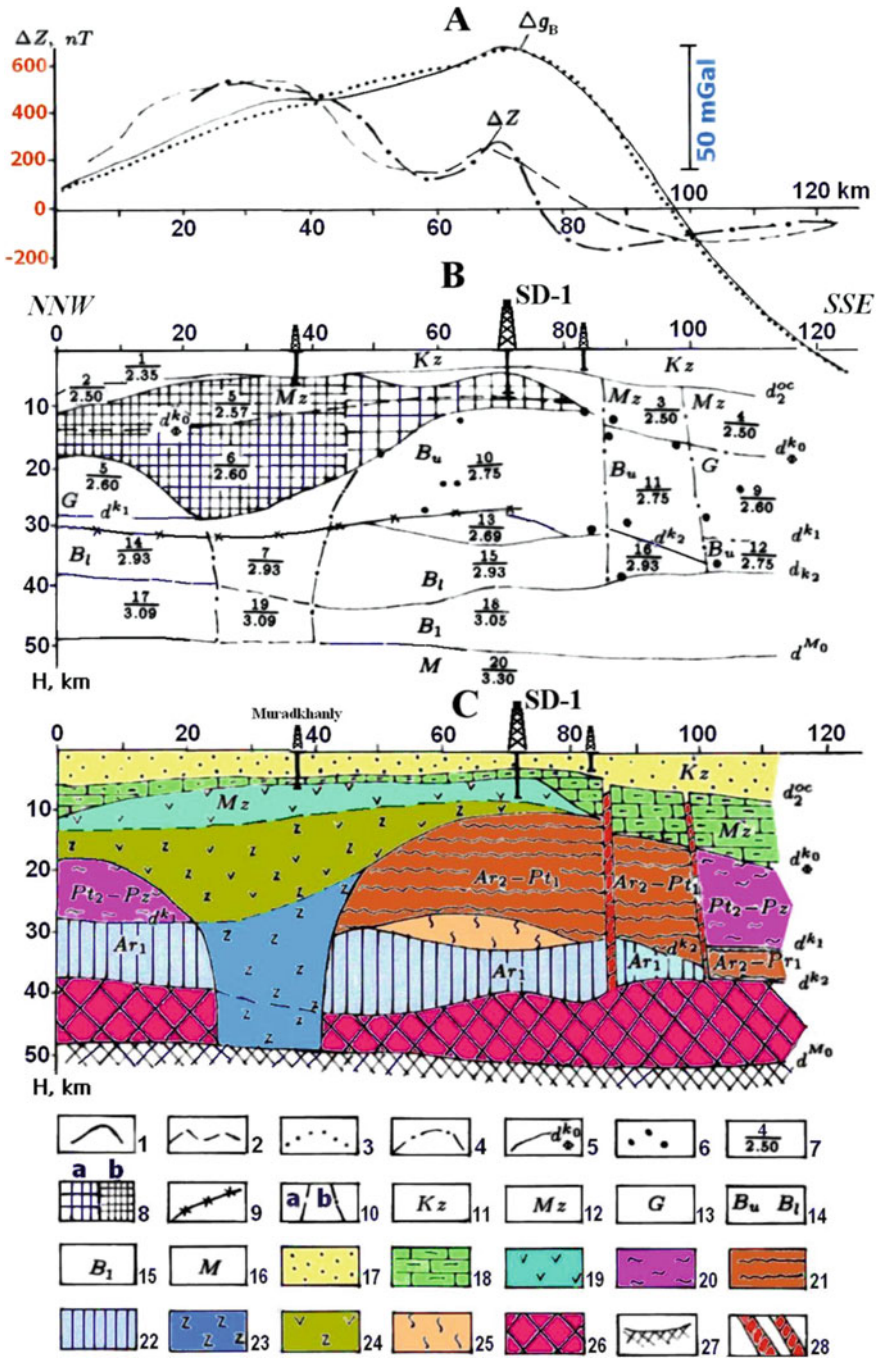 A
ΔZ, nT
Δg_B
600
400
200
0
-200
ΔZ
50 mGal
20 40 60 80 100 120 km
B
NNW SD-1 SSE
0 20 40 60 80 100 120
Kz Kz
1/2.35
2/2.50
5/2.57
Mz
Mz
3/2.50
Mz
4/2.50
d₂ᵒᶜ
10
dᵏ⁰
dᵏ⁰
6/2.60
20
5/2.60
G
dᵏ¹
Bᵤ
10/2.75
Bᵤ
11/2.75
G
9/2.60
30
13/2.69
dᵏ²
dᵏ¹
Bₗ
14/2.93
7/2.93
15/2.93
Bₗ
16/2.93
Bᵤ
12/2.75
dₖ₂
40
17/3.09
19/3.09
18/3.05
B₁
50
M
20/3.30
dᴹ⁰
H, km
C
Muradkhanly SD-1
0 20 40 60 80 100 120
Kz
d₂ᵒᶜ
10
Mz
Mz
20
dᵏ⁰
Pt₂–Pz
dᵏ¹
Ar₂–Pt₁
Ar₂–Pt₁
Pt₂–Pz
30
Ar₁
Ar₁
dᵏ²
Ar₁
Ar₂–Pr₁
dᵏ¹
dᵏ²
40
50
dᴹ⁰
H, km
1 2 3 4 dᵏ⁰ 5 6 4/2.50 7
a b 8 9 a b 10 Kz 11 Mz 12 G 13 Bᵤ Bₗ 14
B₁ 15 M 16 17 18 19 20 21
22 23 24 25 26 27 28